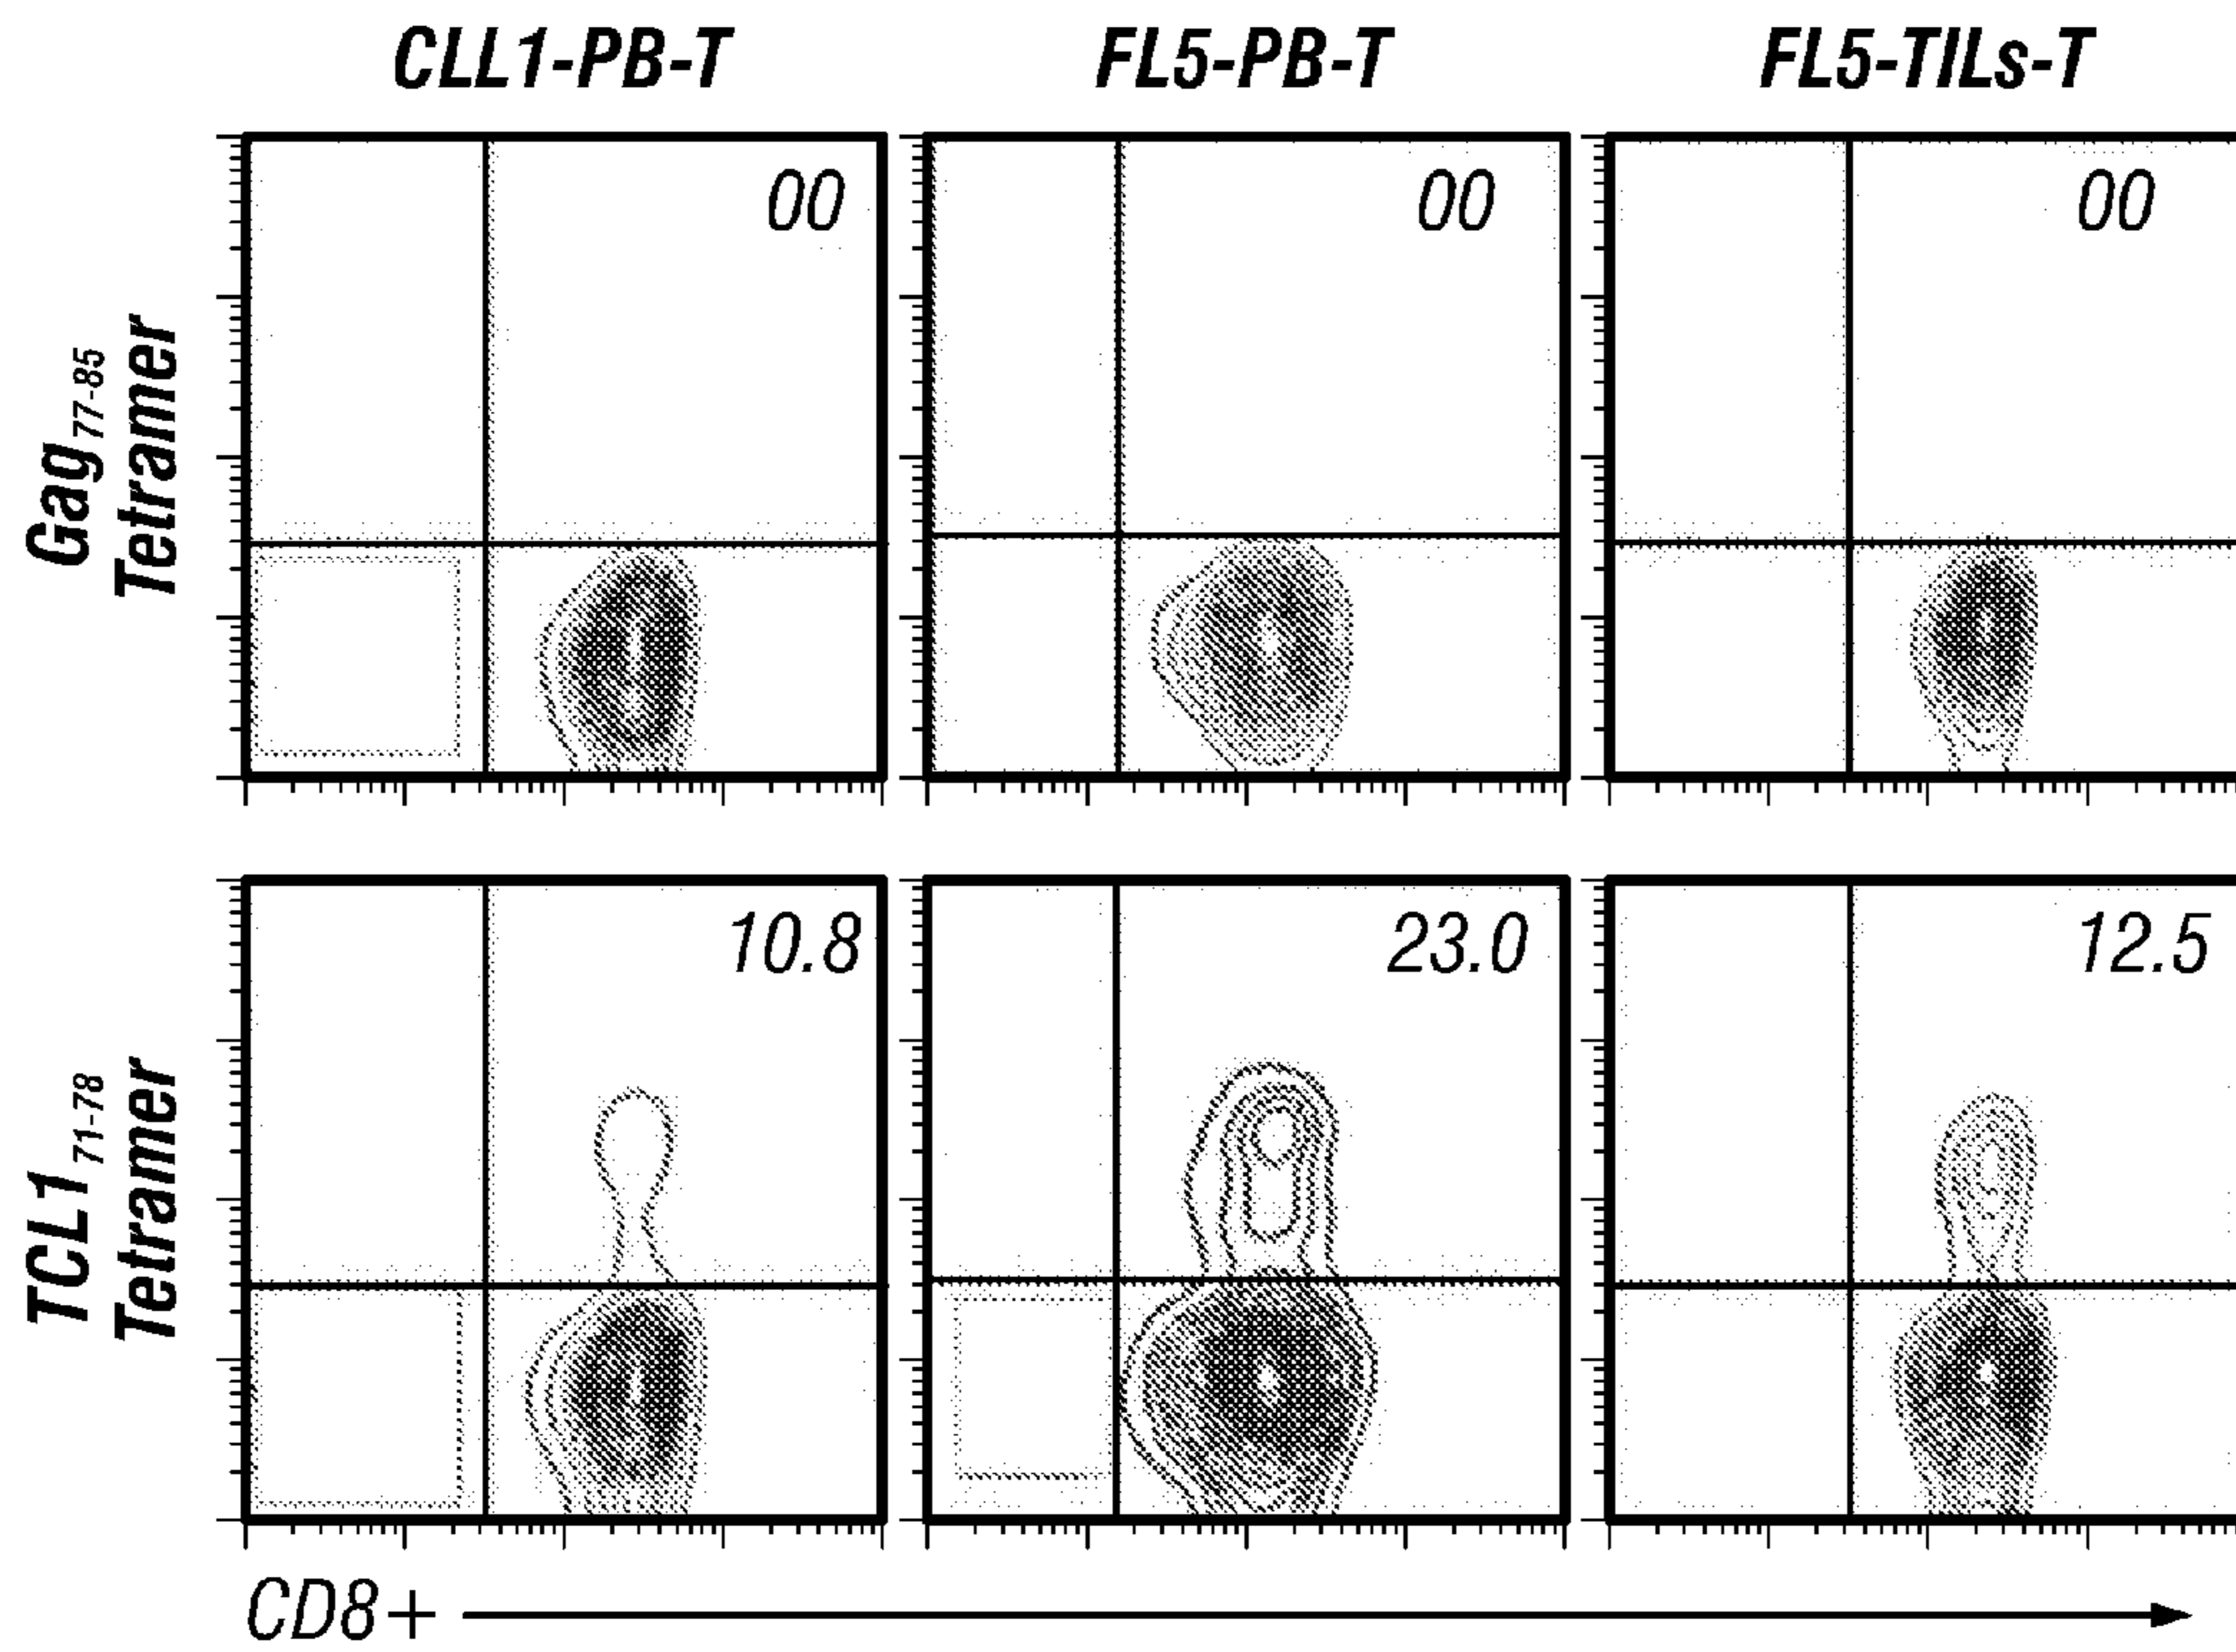 CLL1-PB-T FL5-PB-T FL5-TILs-T
Gag77-85
Tetramer
00 00 00
TCL171-78
Tetramer
10.8 23.0 12.5
CD8+